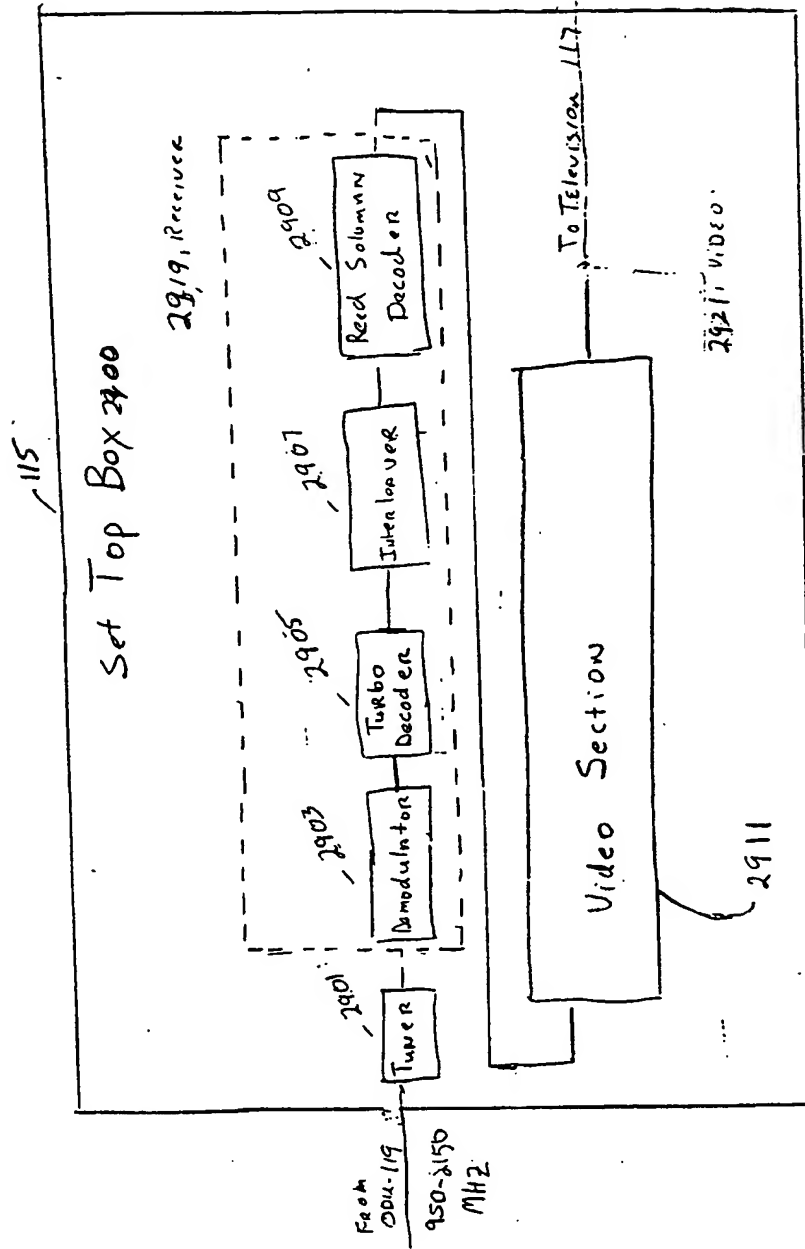 115
Set Top Box 2900
2919, Receiver
2901
Tuner
2903
Demodulator
2905
Turbo
Decoder
2907
Interleaver
2909
Reed Soluman
Decoder
From
ODU-119
950-2150
MHZ
Video Section
2911
To Television 117
2921 Video